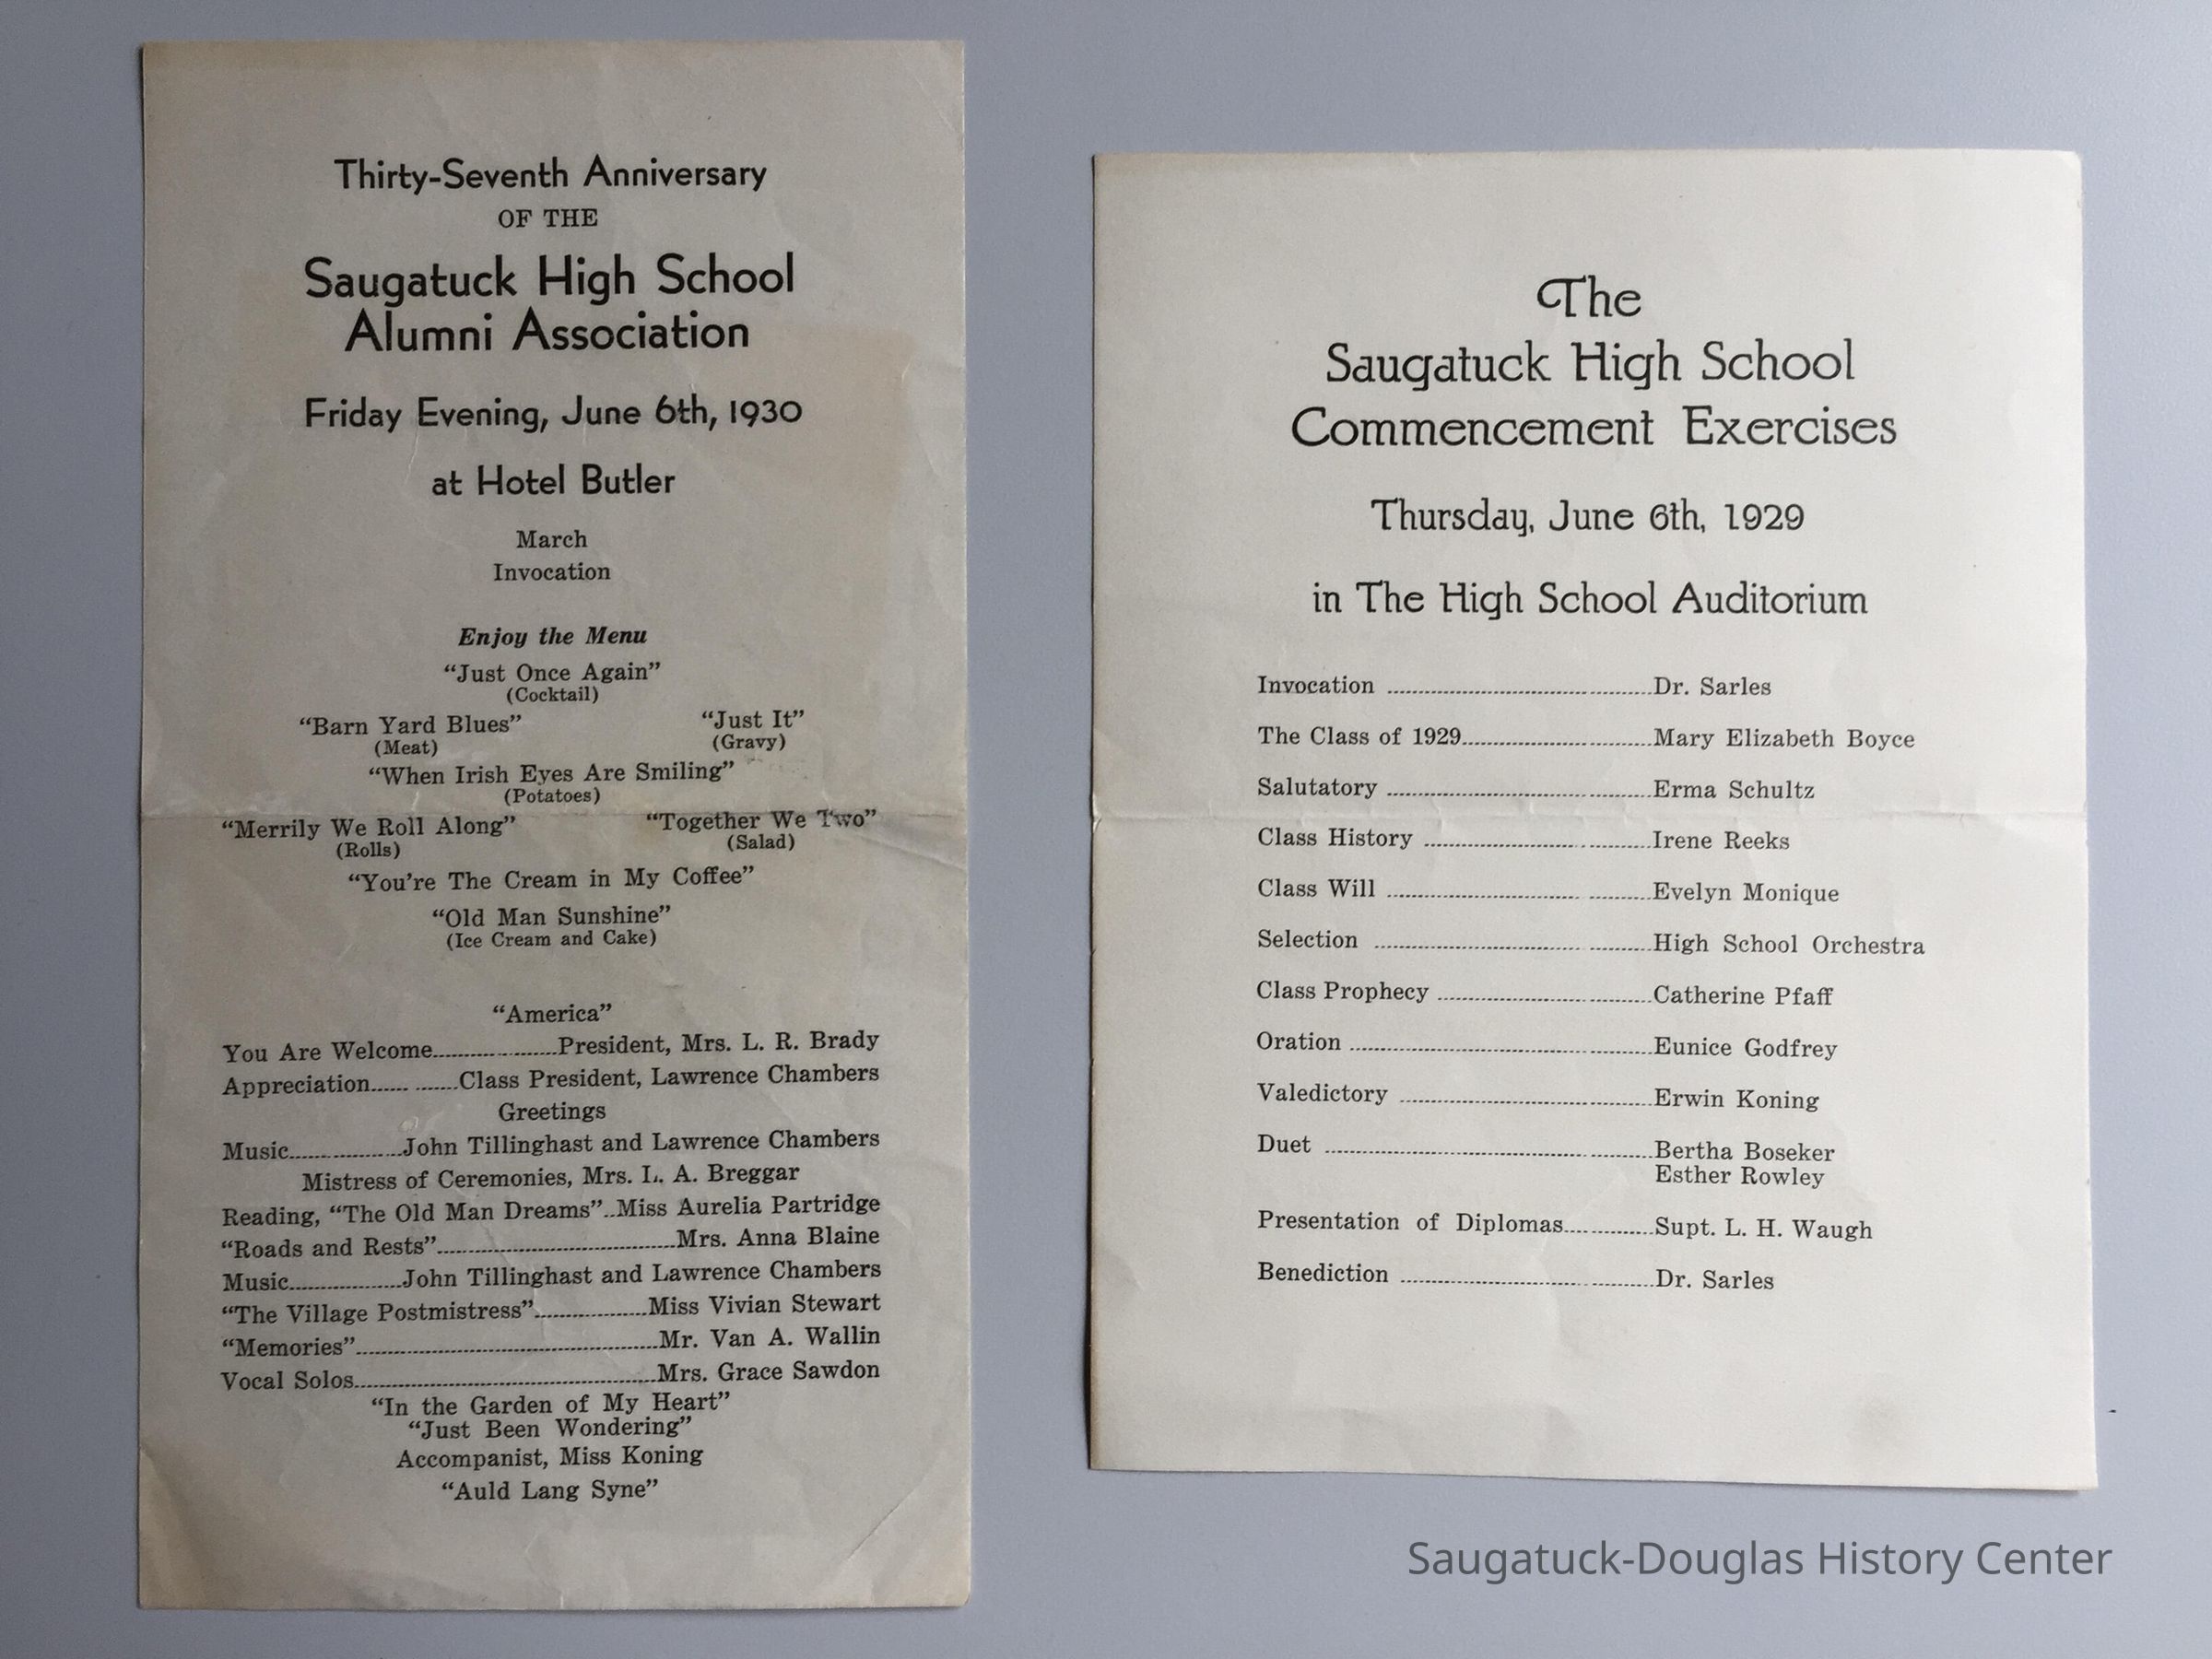 Thirty-Seventh Anniversary
OF THE
Saugatuck High School
Alumni Association
Friday Evening, June 6th, 1930
at Hotel Butler
March
Invocation
Enjoy the Menu
“Just Once Again”
(Cocktail)
“Barn Yard Blues” “Just It”
(Meat) (Gravy)
“When Irish Eyes Are Smiling”
(Potatoes)
“Merrily We Roll Along” “Together We Two”
(Rolls) (Salad)
“You’re The Cream in My Coffee”
“Old Man Sunshine”
(Ice Cream and Cake)
“America”
You Are Welcome....................President, Mrs. L. R. Brady
Appreciation...... .......Class President, Lawrence Chambers
Greetings
Music..................John Tillinghast and Lawrence Chambers
Mistress of Ceremonies, Mrs. L. A. Breggar
Reading, “The Old Man Dreams”..Miss Aurelia Partridge
“Roads and Rests”......................................Mrs. Anna Blaine
Music..................John Tillinghast and Lawrence Chambers
“The Village Postmistress”..................Miss Vivian Stewart
“Memories”................................................Mr. Van A. Wallin
Vocal Solos................................................Mrs. Grace Sawdon
“In the Garden of My Heart”
“Just Been Wondering”
Accompanist, Miss Koning
“Auld Lang Syne”
The
Saugatuck High School
Commencement Exercises
Thursday, June 6th, 1929
in The High School Auditorium
Invocation ..........................................Dr. Sarles
The Class of 1929..............................Mary Elizabeth Boyce
Salutatory ..........................................Erma Schultz
Class History ....................................Irene Reeks
Class Will ..........................................Evelyn Monique
Selection ............................................High School Orchestra
Class Prophecy ..................................Catherine Pfaff
Oration ................................................Eunice Godfrey
Valedictory ........................................Erwin Koning
Duet ....................................................Bertha Boseker
Esther Rowley
Presentation of Diplomas..............Supt. L. H. Waugh
Benediction ........................................Dr. Sarles
Saugatuck-Douglas History Center